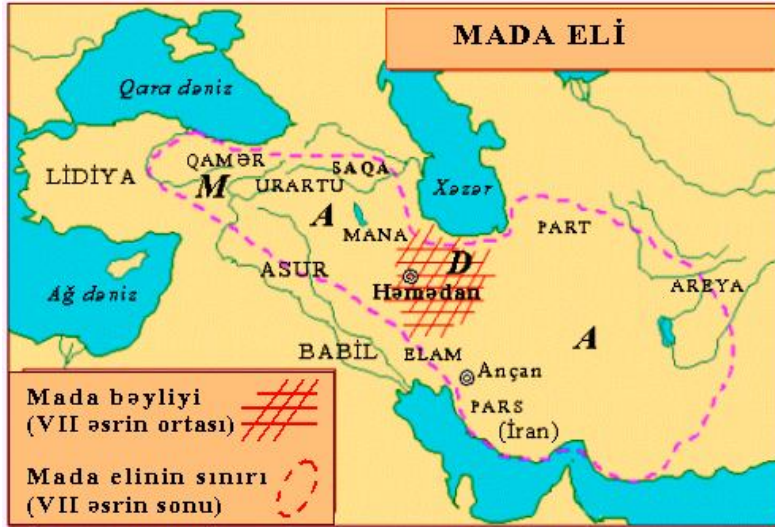 MADA ELİ
Qara dəniz
QAMƏR
SAQA
LİDİYA
M
URARTU
Xəzər
A
MANA
PART
ASUR
D
AREYA
Ağ dəniz
Həmədan
A
BABİL
ELAM
Ançan
PARS
(İran)
Mada bəyliyi
(VII əsrin ortası)
Mada elinin sınırı
(VII əsrin sonu)